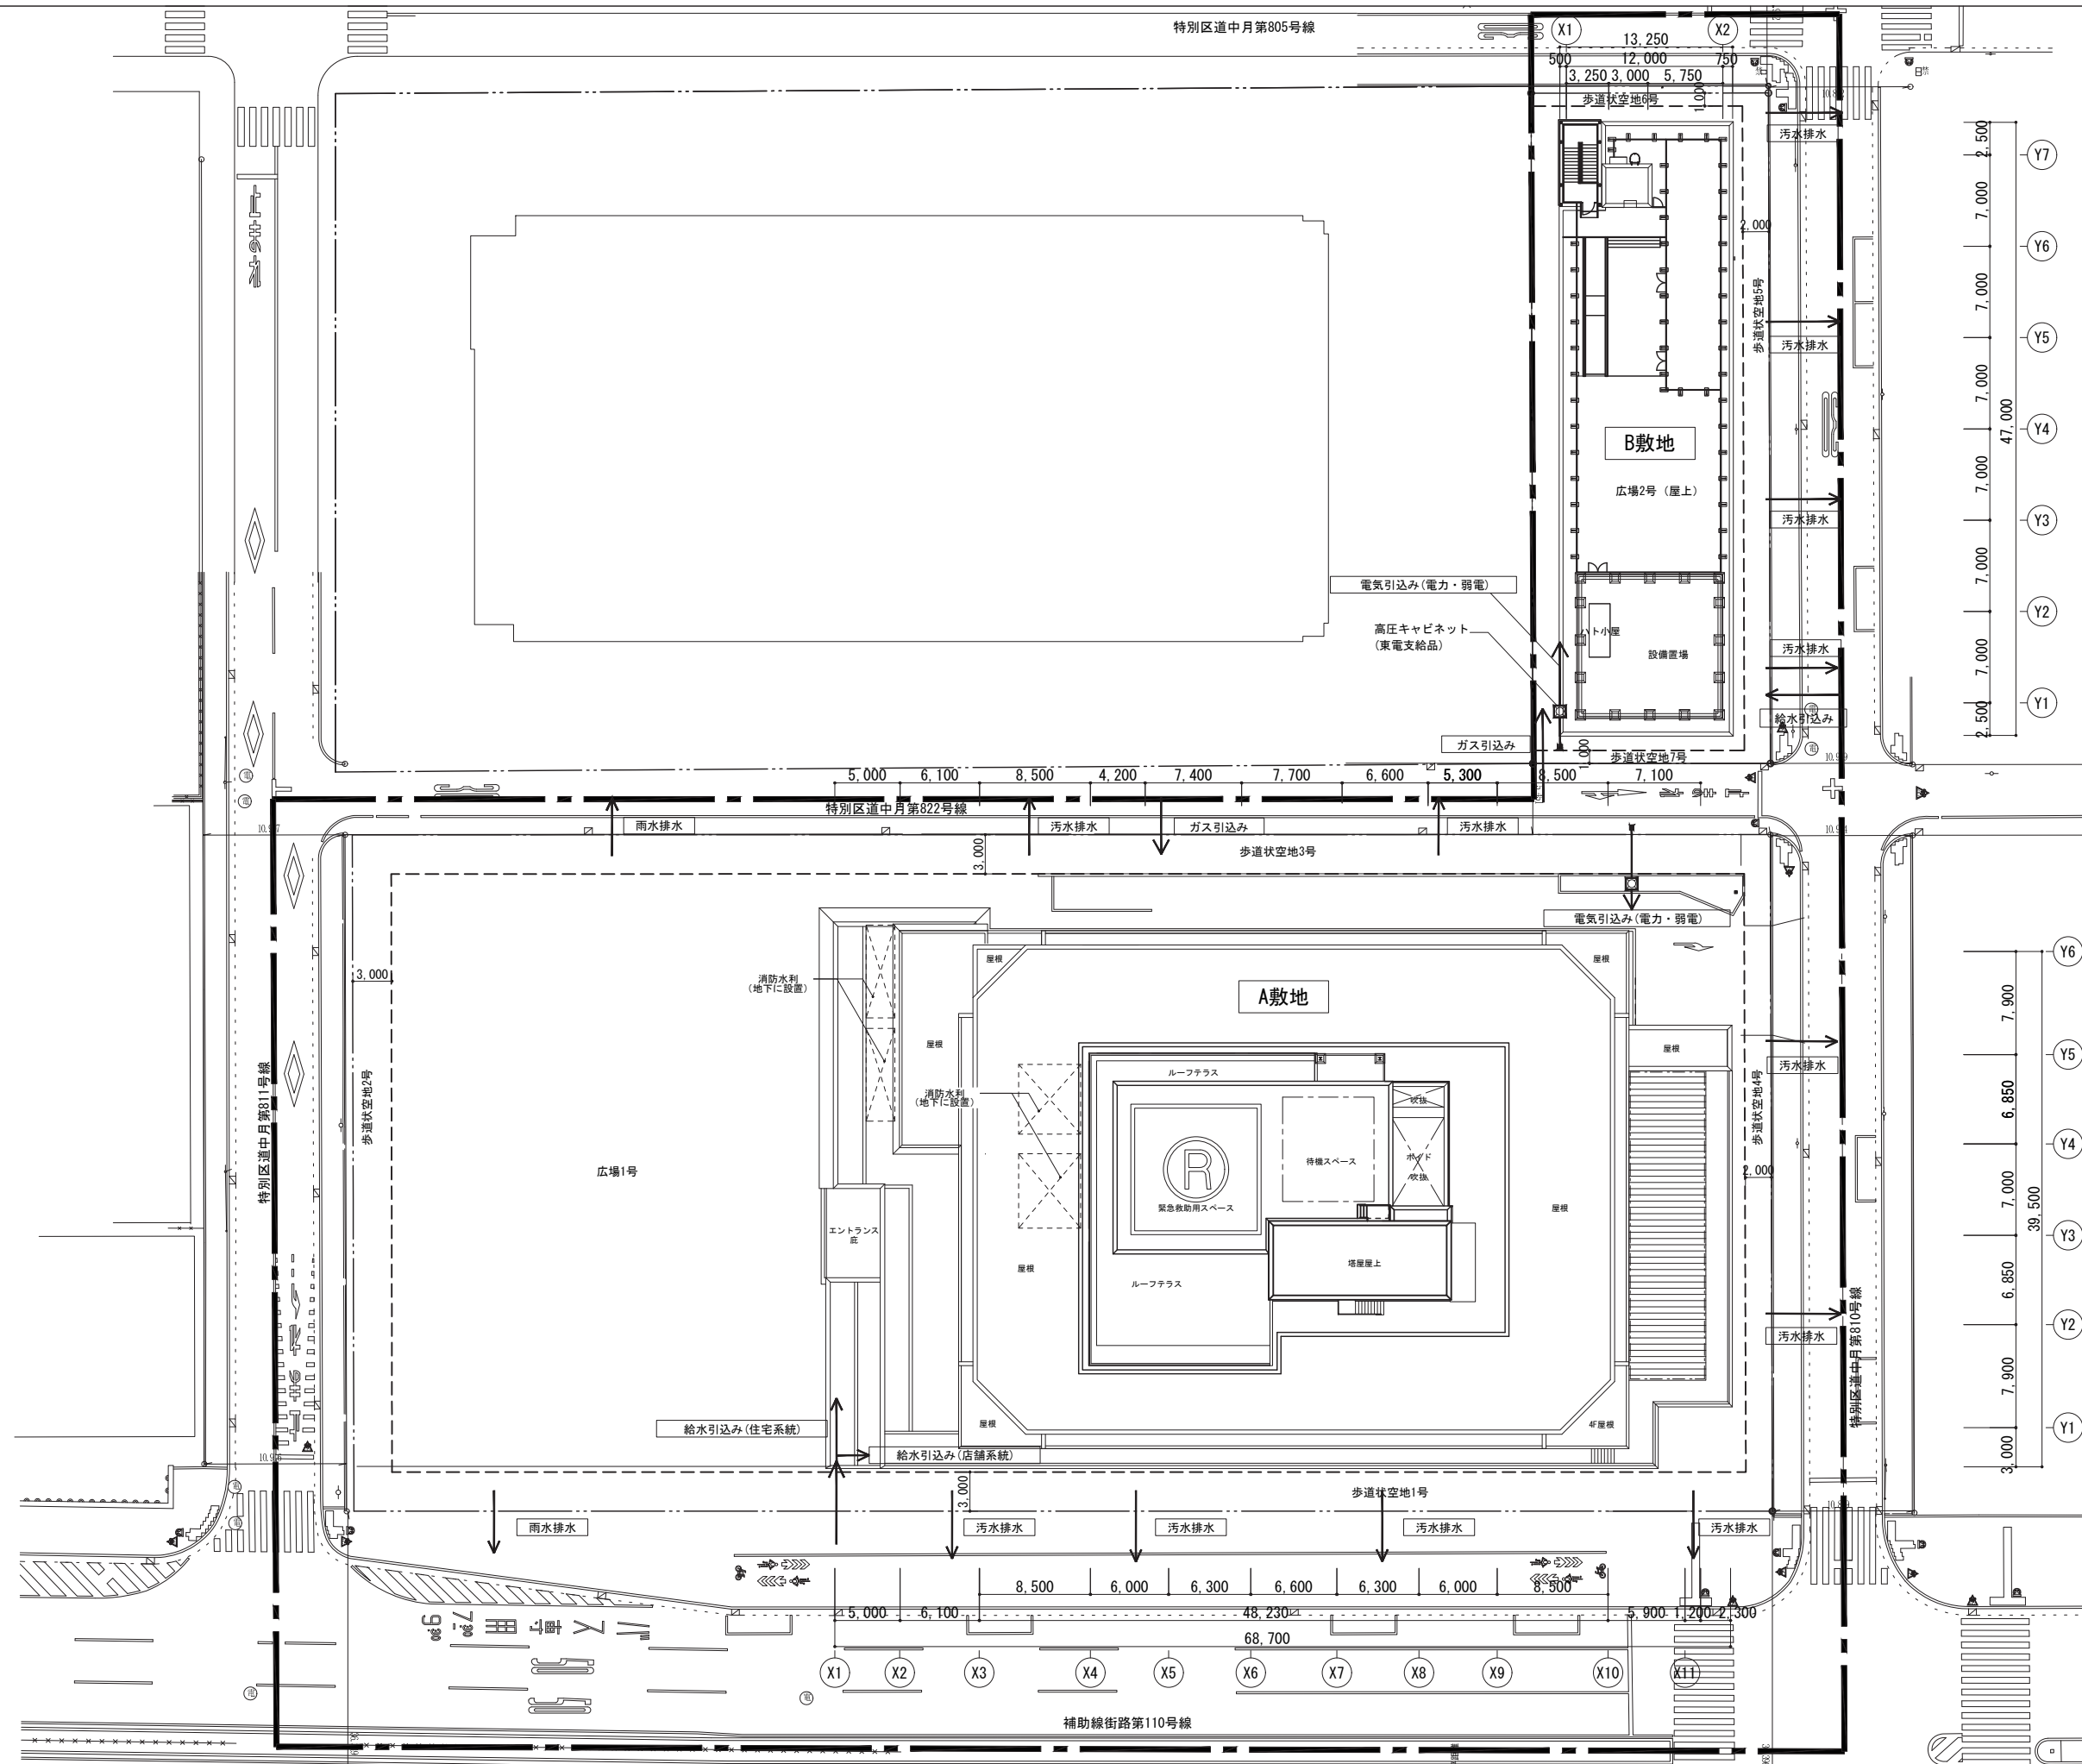 特別区道中月第805号線
X1
X2
13,250
500
12,000
750
3,250
3,000
5,750
歩道状空地6号
1,000
汚水排水
2,500
Y7
7,000
2,000
Y6
7,000
歩道状空地5号
汚水排水
Y5
7,000
B敷地
47,000
Y4
広場2号（屋上）
7,000
汚水排水
Y3
電気引込み(電力・弱電)
7,000
高圧キャビネット
(東電支給品)
ハト小屋
設備置場
汚水排水
Y2
7,000
給水引込み
Y1
2,500
ガス引込み
歩道状空地7号
1,000
5,000
6,100
8,500
4,200
7,400
7,700
6,600
5,300
8,500
7,100
特別区道中月第822号線
雨水排水
汚水排水
ガス引込み
汚水排水
歩道状空地3号
3,000
電気引込み(電力・弱電)
3,000
消防水利
(地下に設置)
屋根
屋根
A敷地
Y6
7,900
屋根
屋根
Y5
汚水排水
ルーフテラス
消防水利
(地下に設置)
吹抜
6,850
特別区道中月第811号線
歩道状空地2号
歩道状空地4号
広場1号
R
待機スペース
ボイド
吹抜
2,000
Y4
7,000
39,500
緊急救助用スペース
屋根
エントランス
庇
Y3
屋根
ルーフテラス
塔屋屋上
6,850
特別区道中月第810号線
汚水排水
Y2
7,900
給水引込み(住宅系統)
屋根
4F屋根
Y1
給水引込み(店舗系統)
3,000
3,000
歩道状空地1号
雨水排水
汚水排水
汚水排水
汚水排水
汚水排水
8,500
6,000
6,300
6,600
6,300
6,000
8,500
5,000
6,100
48,230
5,900
1,200
2,300
68,700
X1
X2
X3
X4
X5
X6
X7
X8
X9
X10
X11
補助線街路第110号線